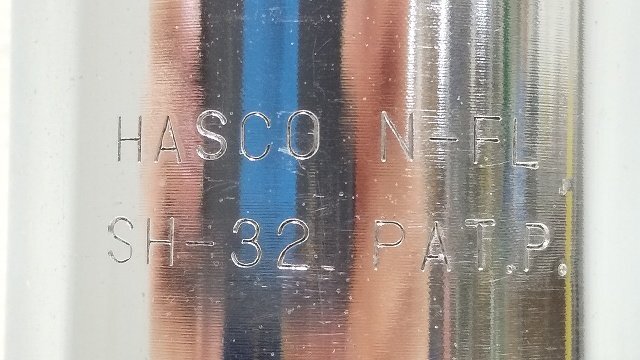 HASCO N-FL
SH-32 PAT.P.